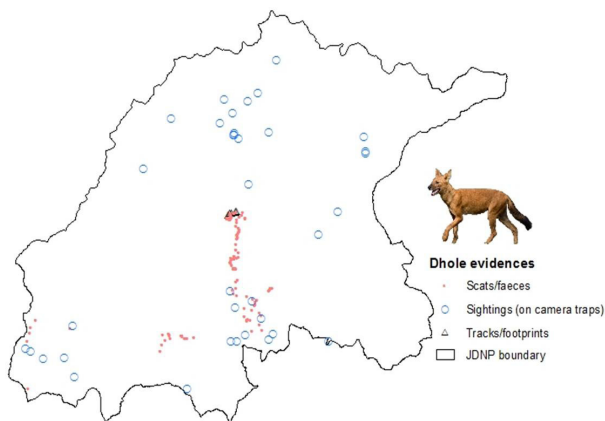 Dhole evidences
Scats/faeces
Sightings (on camera traps)
Tracks/footprints
JDNP boundary